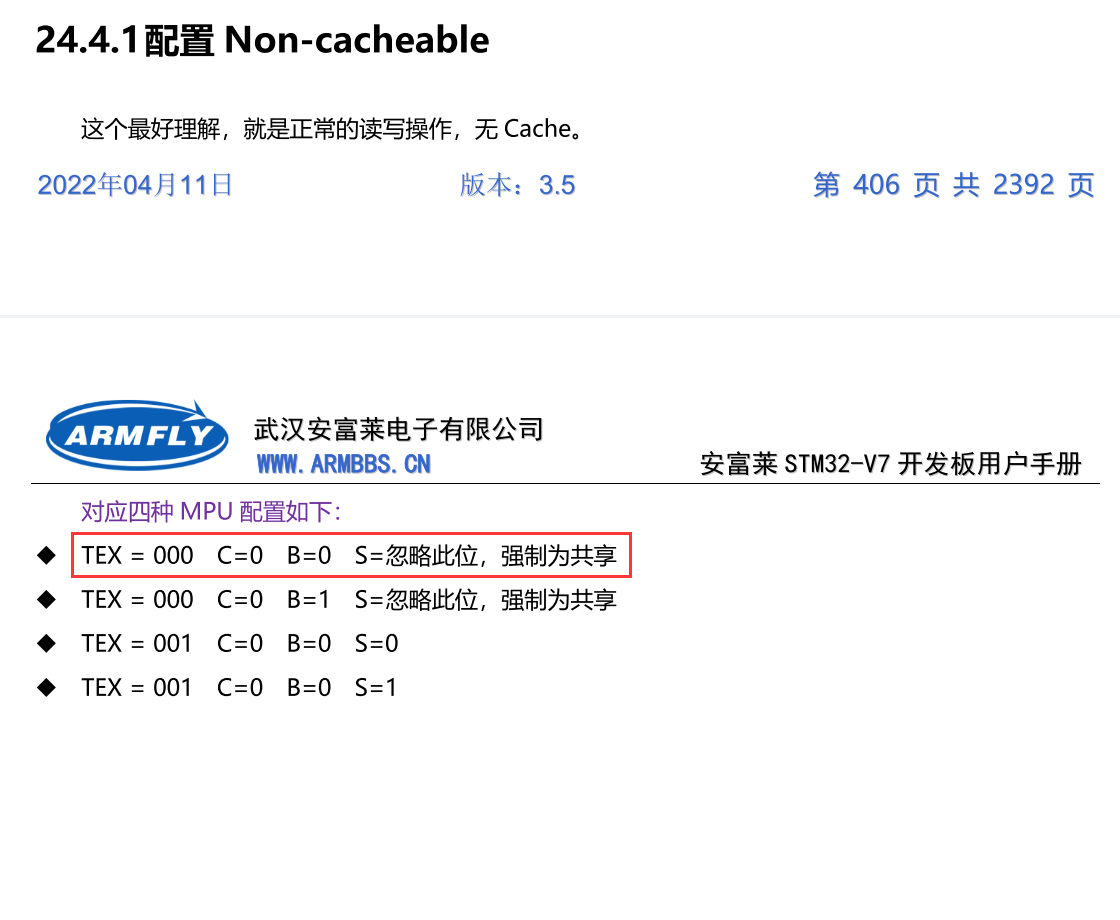 24.4.1配置 Non-cacheable
这个最好理解，就是正常的读写操作，无 Cache。
2022年04月11日 版本：3.5 第 406 页 共 2392 页
ARMFLY
武汉安富莱电子有限公司
WWW.ARMBBS.CN
安富莱 STM32-V7 开发板用户手册
对应四种 MPU 配置如下：
◆ TEX = 000 C=0 B=0 S=忽略此位，强制为共享
◆ TEX = 000 C=0 B=1 S=忽略此位，强制为共享
◆ TEX = 001 C=0 B=0 S=0
◆ TEX = 001 C=0 B=0 S=1